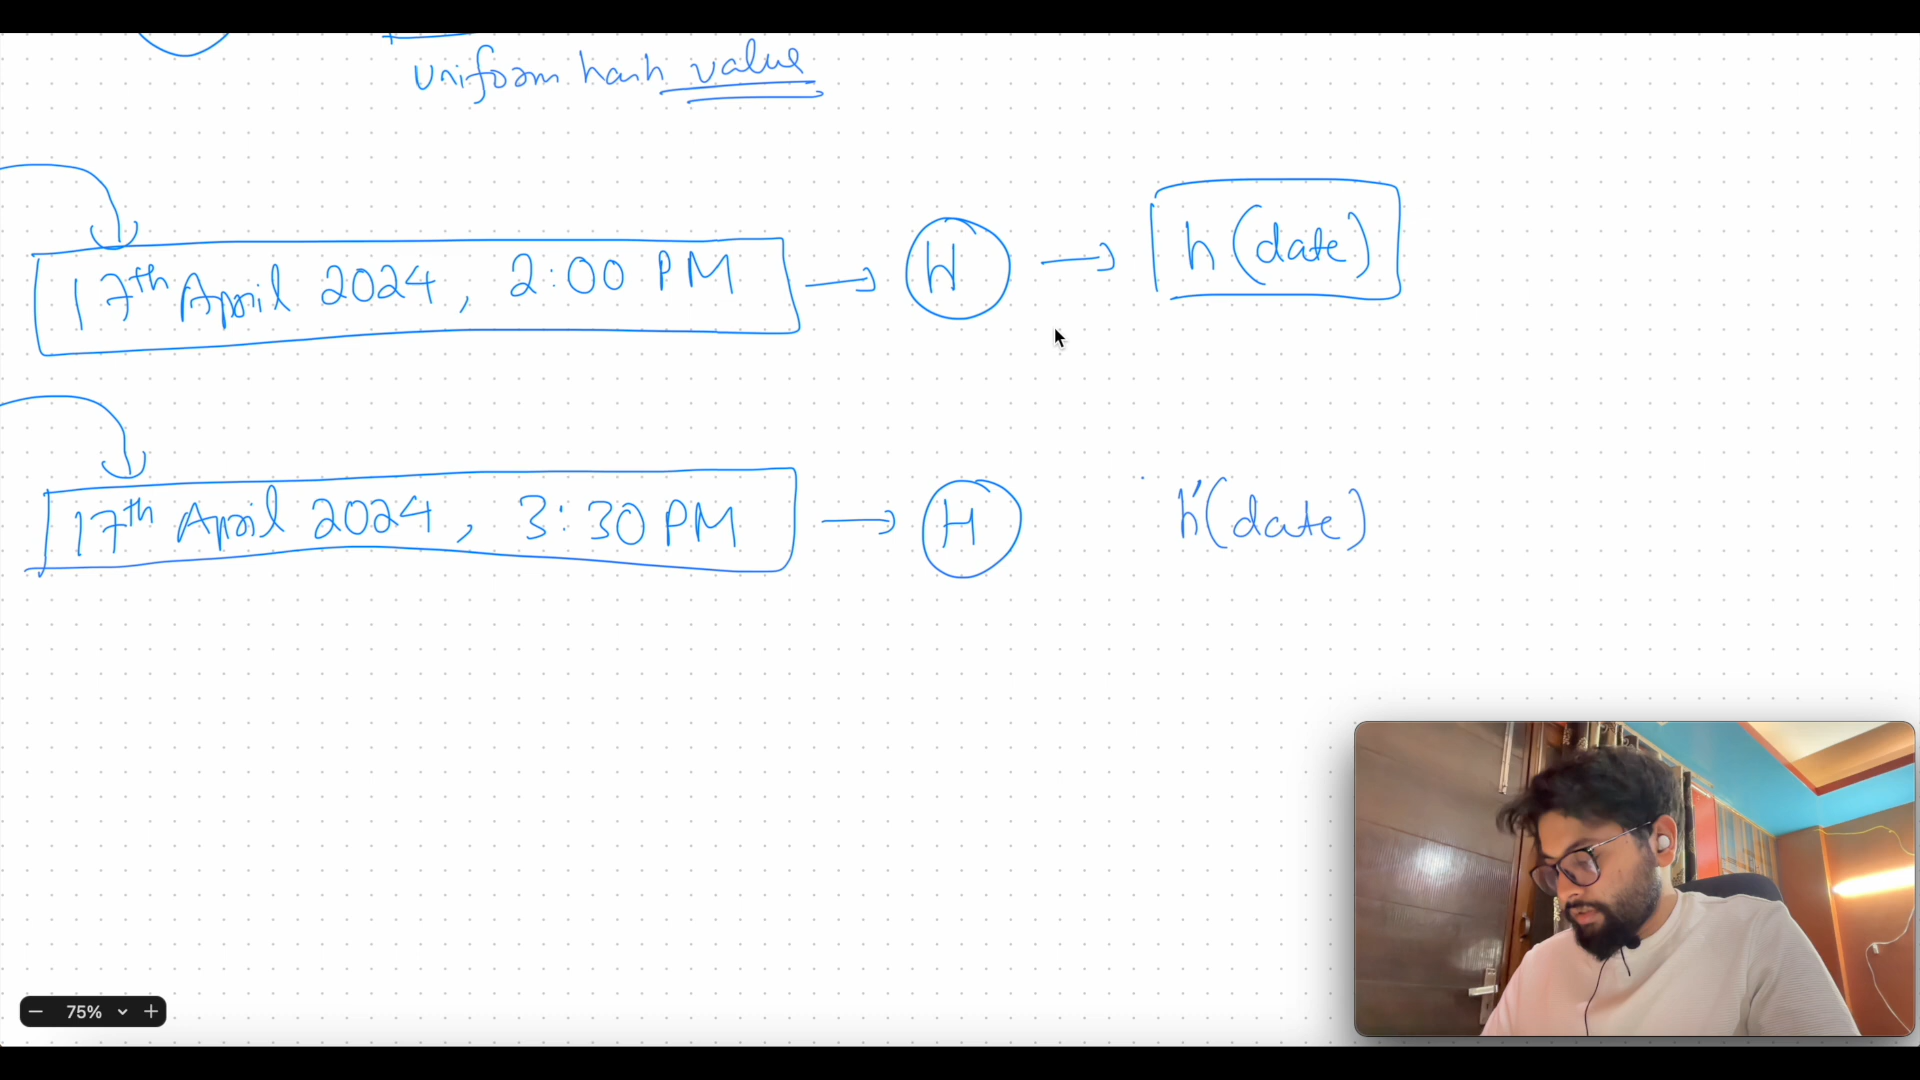 uniform hash value
17th April 2024, 2:00 PM → H → h(date)
17th April 2024, 3:30 PM → H h'(date)
75%